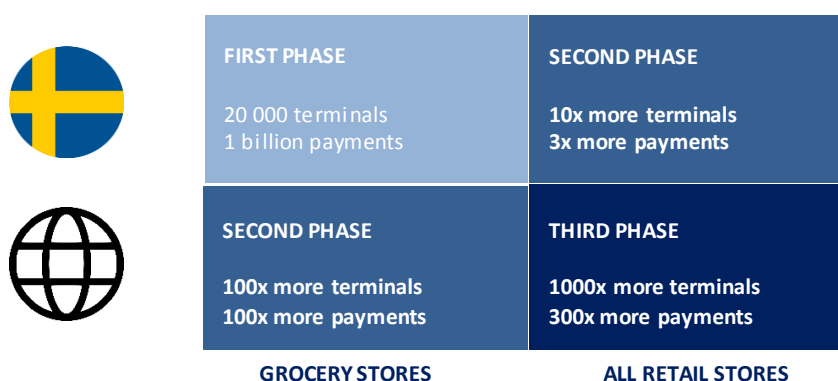 FIRST PHASE
20 000 terminals
1 billion payments
SECOND PHASE
10x more terminals
3x more payments
SECOND PHASE
100x more terminals
100x more payments
THIRD PHASE
1000x more terminals
300x more payments
GROCERY STORES
ALL RETAIL STORES